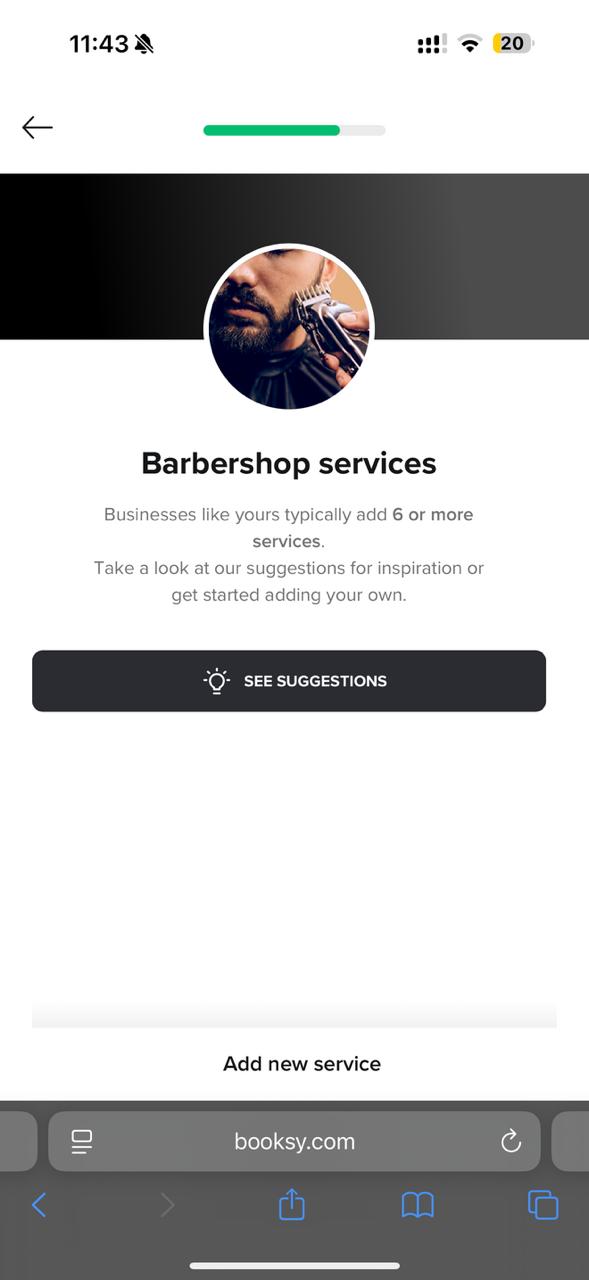 11:43
20
Barbershop services
Businesses like yours typically add 6 or more
services.
Take a look at our suggestions for inspiration or
get started adding your own.
SEE SUGGESTIONS
Add new service
booksy.com